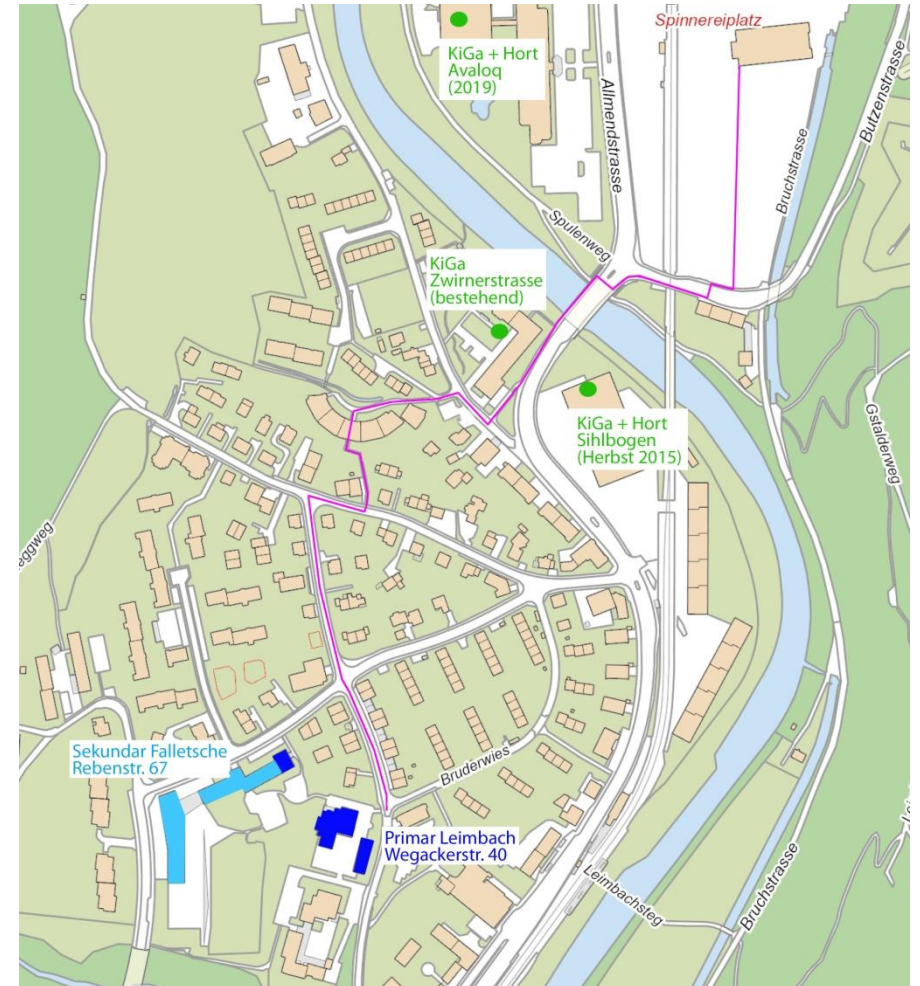 Spinnereiplatz
KiGa + Hort
Avaloq
(2019)
Allmendstrasse
Butzenstrasse
Bruchstrasse
Spulenweg
KiGa
Zwirnerstrasse
(bestehend)
KiGa + Hort
Sihlbogen
(Herbst 2015)
Gstalderweg
eggweg
Sekundar Falletsche
Rebenstr. 67
Bruderwies
Primar Leimbach
Wegackerstr. 40
Leimbachsteg
Bruchstrasse